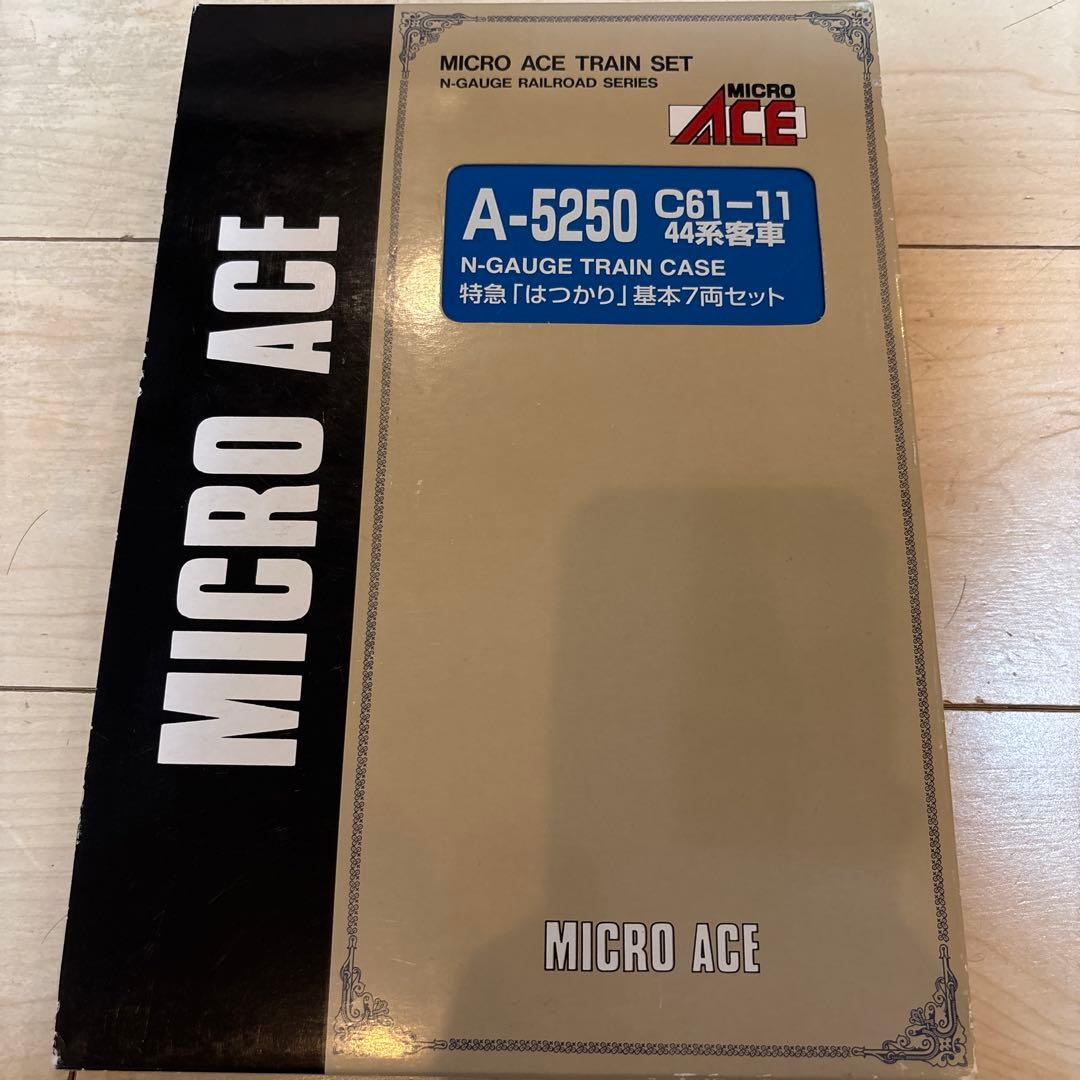 MICRO ACE
MICRO ACE TRAIN SET
N-GAUGE RAILROAD SERIES
MICRO
ACE
A-5250 C61-11
44系客車
N-GAUGE TRAIN CASE
特急「はつかり」基本7両セット
MICRO ACE